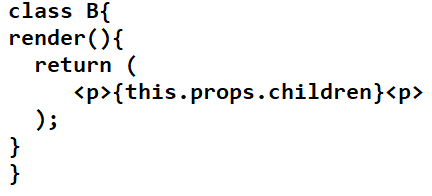 class B{
render(){
  return (
     <p>{this.props.children}<p>
  );
}
}